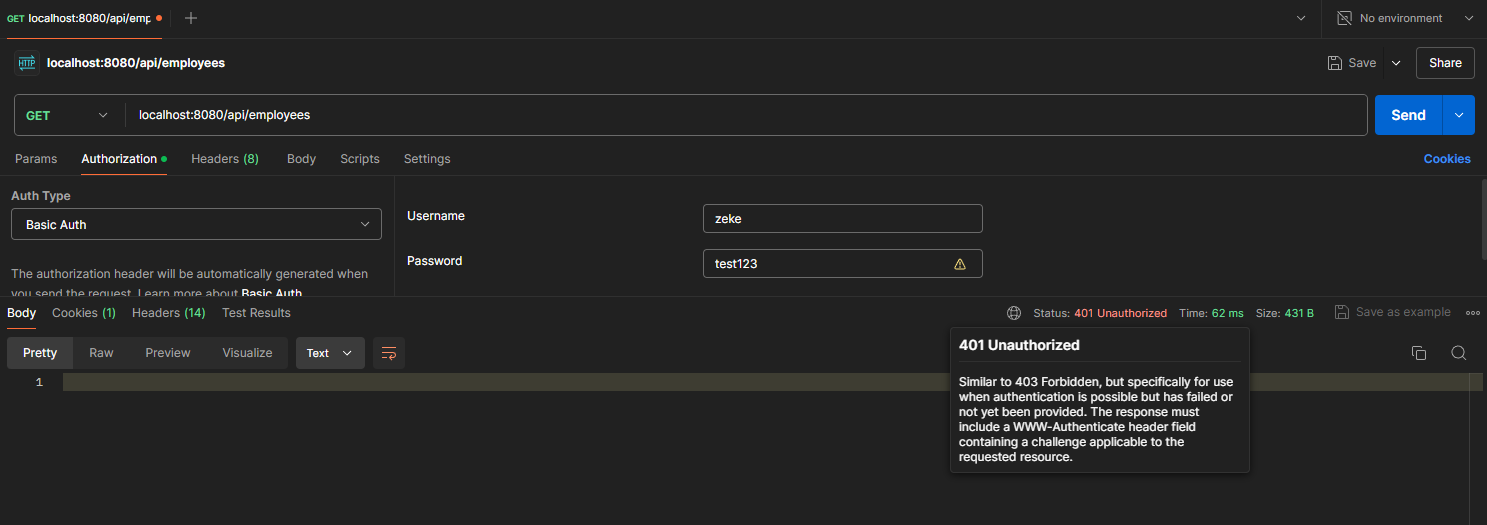 GET localhost:8080/api/emp
No environment
HTTP localhost:8080/api/employees
Save
Share
GET localhost:8080/api/employees
Send
Params Authorization Headers (8) Body Scripts Settings Cookies
Auth Type
Basic Auth
The authorization header will be automatically generated when
you send the request. Learn more about Basic Auth
Username zeke
Password test123
Body Cookies (1) Headers (14) Test Results
Status: 401 Unauthorized Time: 62 ms Size: 431 B Save as example
Pretty Raw Preview Visualize Text
1
401 Unauthorized
Similar to 403 Forbidden, but specifically for use
when authentication is possible but has failed or
not yet been provided. The response must
include a WWW-Authenticate header field
containing a challenge applicable to the
requested resource.